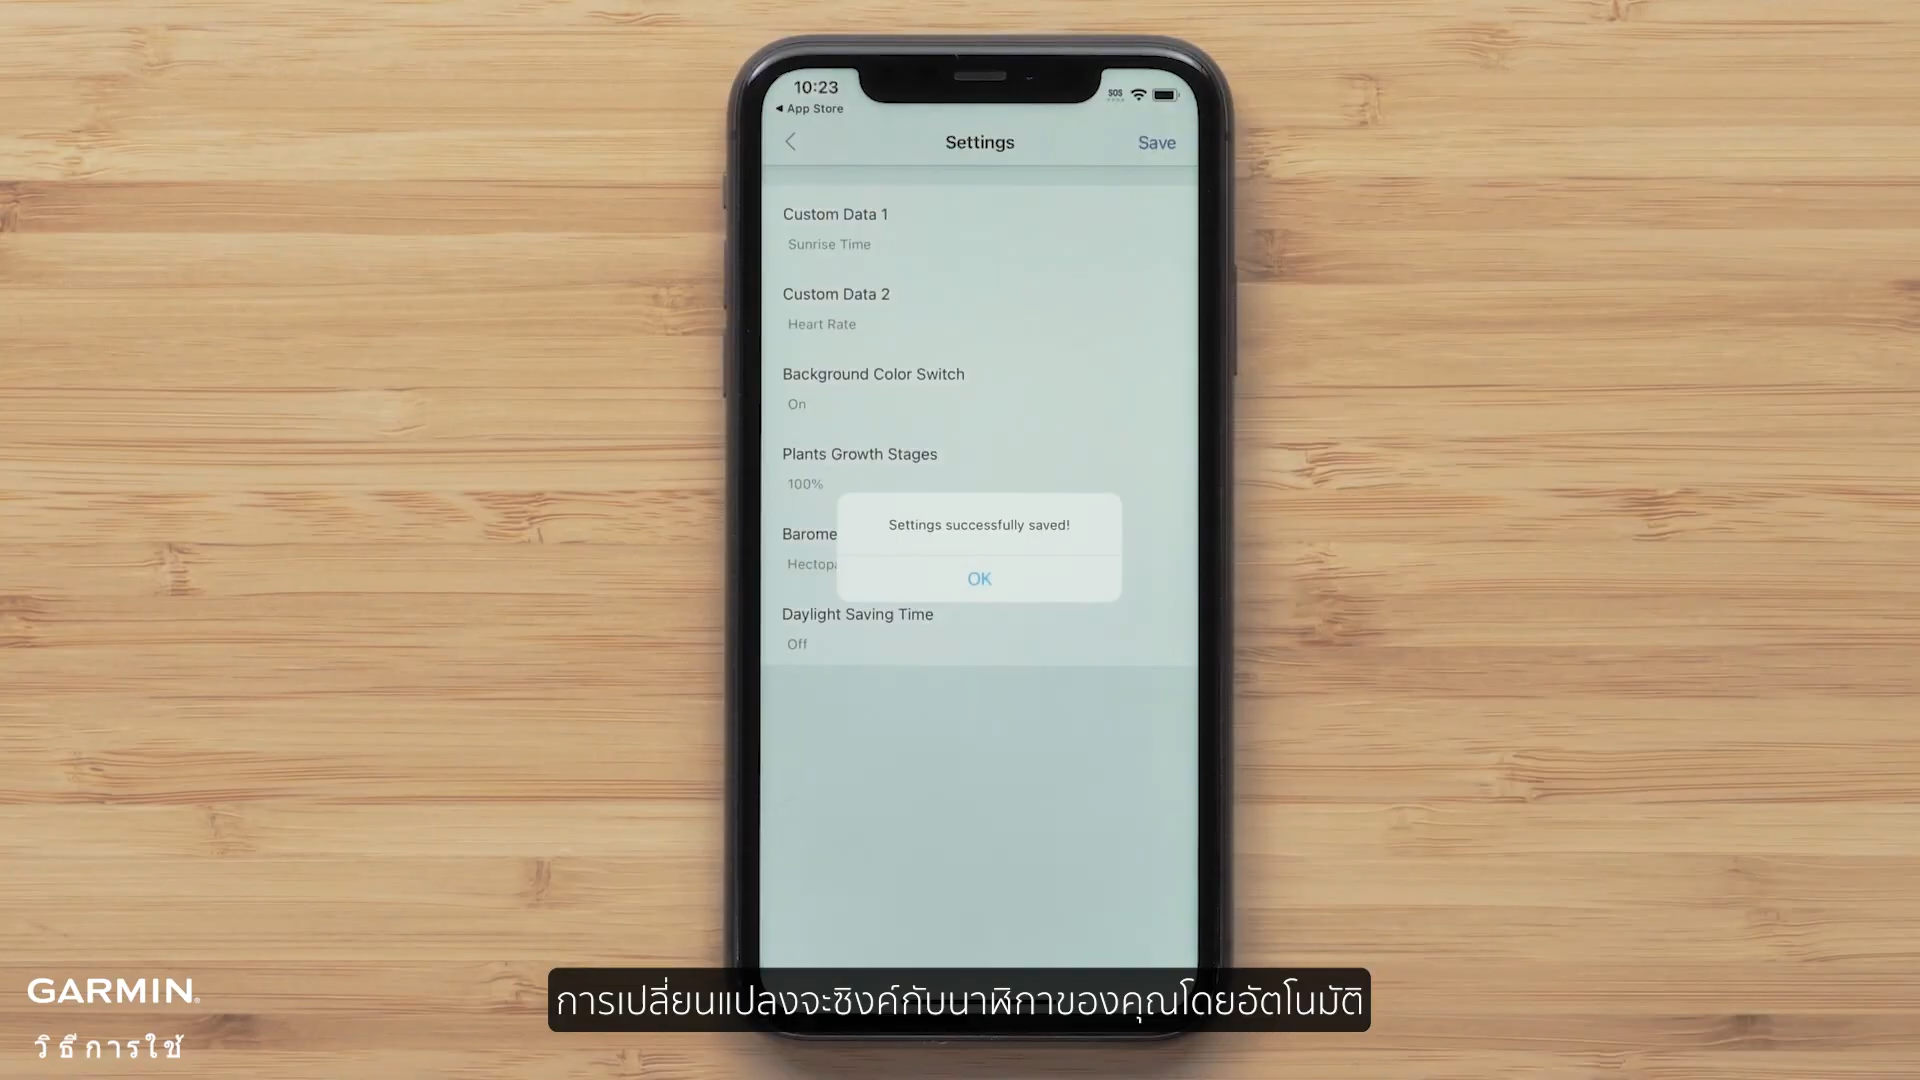 10:23
SOS
App Store
Settings
Save
Custom Data 1
Sunrise Time
Custom Data 2
Heart Rate
Background Color Switch
On
Plants Growth Stages
100%
Settings successfully saved!
Barome
Hectop
OK
Daylight Saving Time
Off
การเปลี่ยนแปลงจะซิงค์กับนาฬิกาของคุณโดยอัตโนมัติ
GARMIN
วิธีการใช้